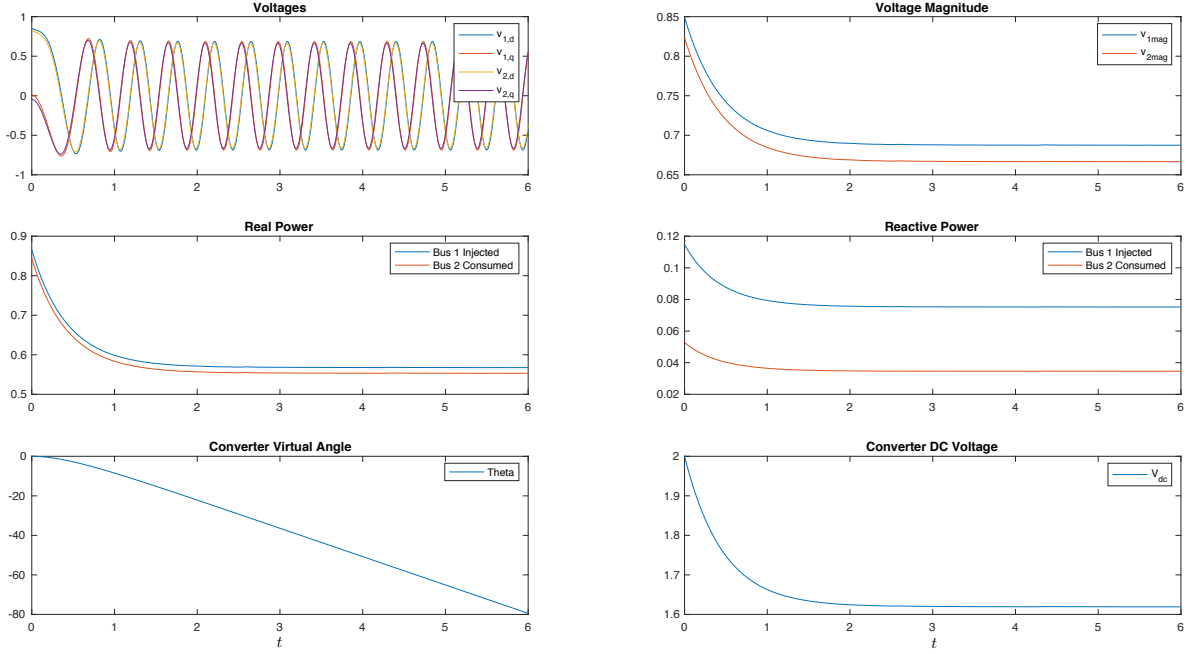 Voltages
1
0.5
0
-0.5
-1
0 1 2 3 4 5 6
v1,d
v1,q
v2,d
v2,q
Voltage Magnitude
0.85
0.8
0.75
0.7
0.65
0 1 2 3 4 5 6
v1mag
v2mag
Real Power
0.9
0.8
0.7
0.6
0.5
0 1 2 3 4 5 6
Bus 1 Injected
Bus 2 Consumed
Reactive Power
0.12
0.1
0.08
0.06
0.04
0.02
0 1 2 3 4 5 6
Bus 1 Injected
Bus 2 Consumed
Converter Virtual Angle
0
-20
-40
-60
-80
0 1 2 3 4 5 6
t
Theta
Converter DC Voltage
2
1.9
1.8
1.7
1.6
0 1 2 3 4 5 6
t
Vdc